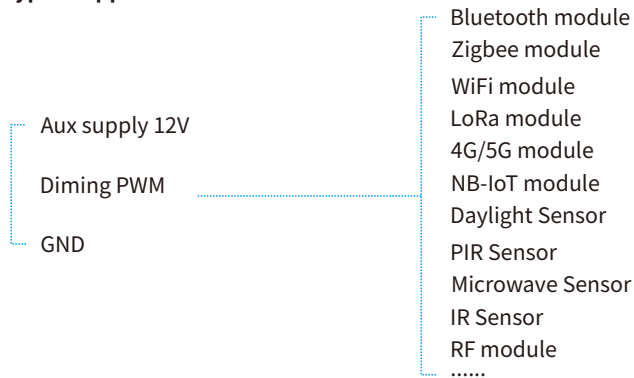 Aux supply 12V
Diming PWM
GND
Bluetooth module
Zigbee module
WiFi module
LoRa module
4G/5G module
NB-IoT module
Daylight Sensor
PIR Sensor
Microwave Sensor
IR Sensor
RF module
......